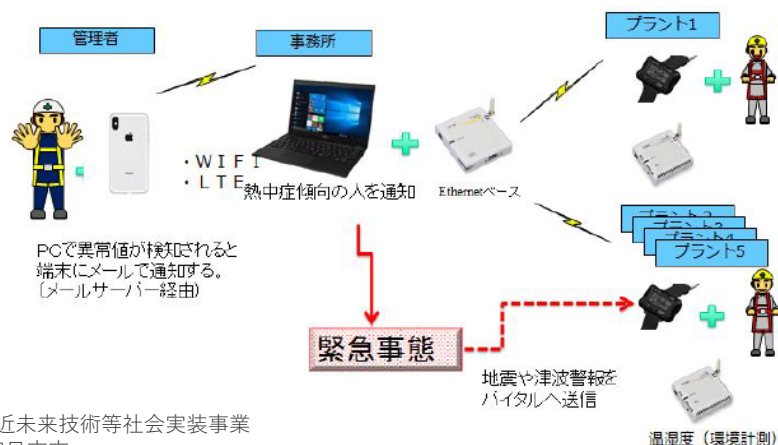 管理者
事務所
プラント1
・WIFI
・LTE
熱中症傾向の人を通知
Ethernetベース
PCで異常値が検知されると
端末にメールで通知する。
(メールサーバー経由)
プラント5
緊急事態
地震や津波警報を
バイタルへ送信
近未来技術等社会実装事業
温湿度(環境計測)